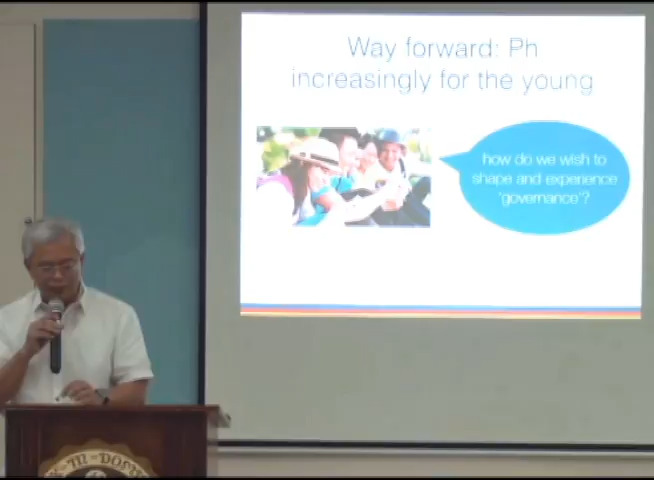 Way forward: Ph
increasingly for the young
how do we wish to
shape and experience
'governance'?